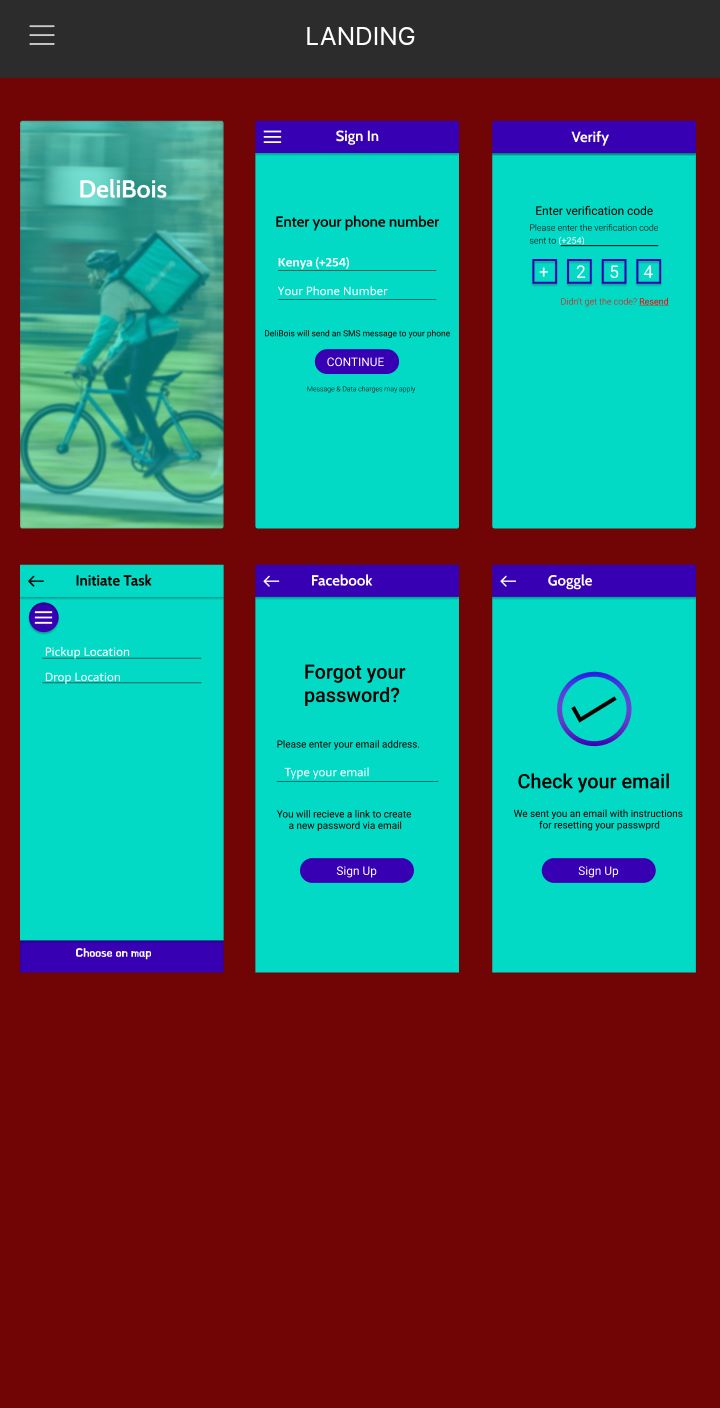 LANDING
DeliBois
Sign In
Enter your phone number
Kenya (+254)
Your Phone Number
DeliBois will send an SMS message to your phone
CONTINUE
Message & Data charges may apply
Verify
Enter verification code
Please enter the verification code
sent to (+254)
+ 2 5 4
Didn't get the code? Resend
Initiate Task
Pickup Location
Drop Location
Choose on map
Facebook
Forgot your
password?
Please enter your email address.
Type your email
You will recieve a link to create
a new password via email
Sign Up
Goggle
Check your email
We sent you an email with instructions
for resetting your passwprd
Sign Up